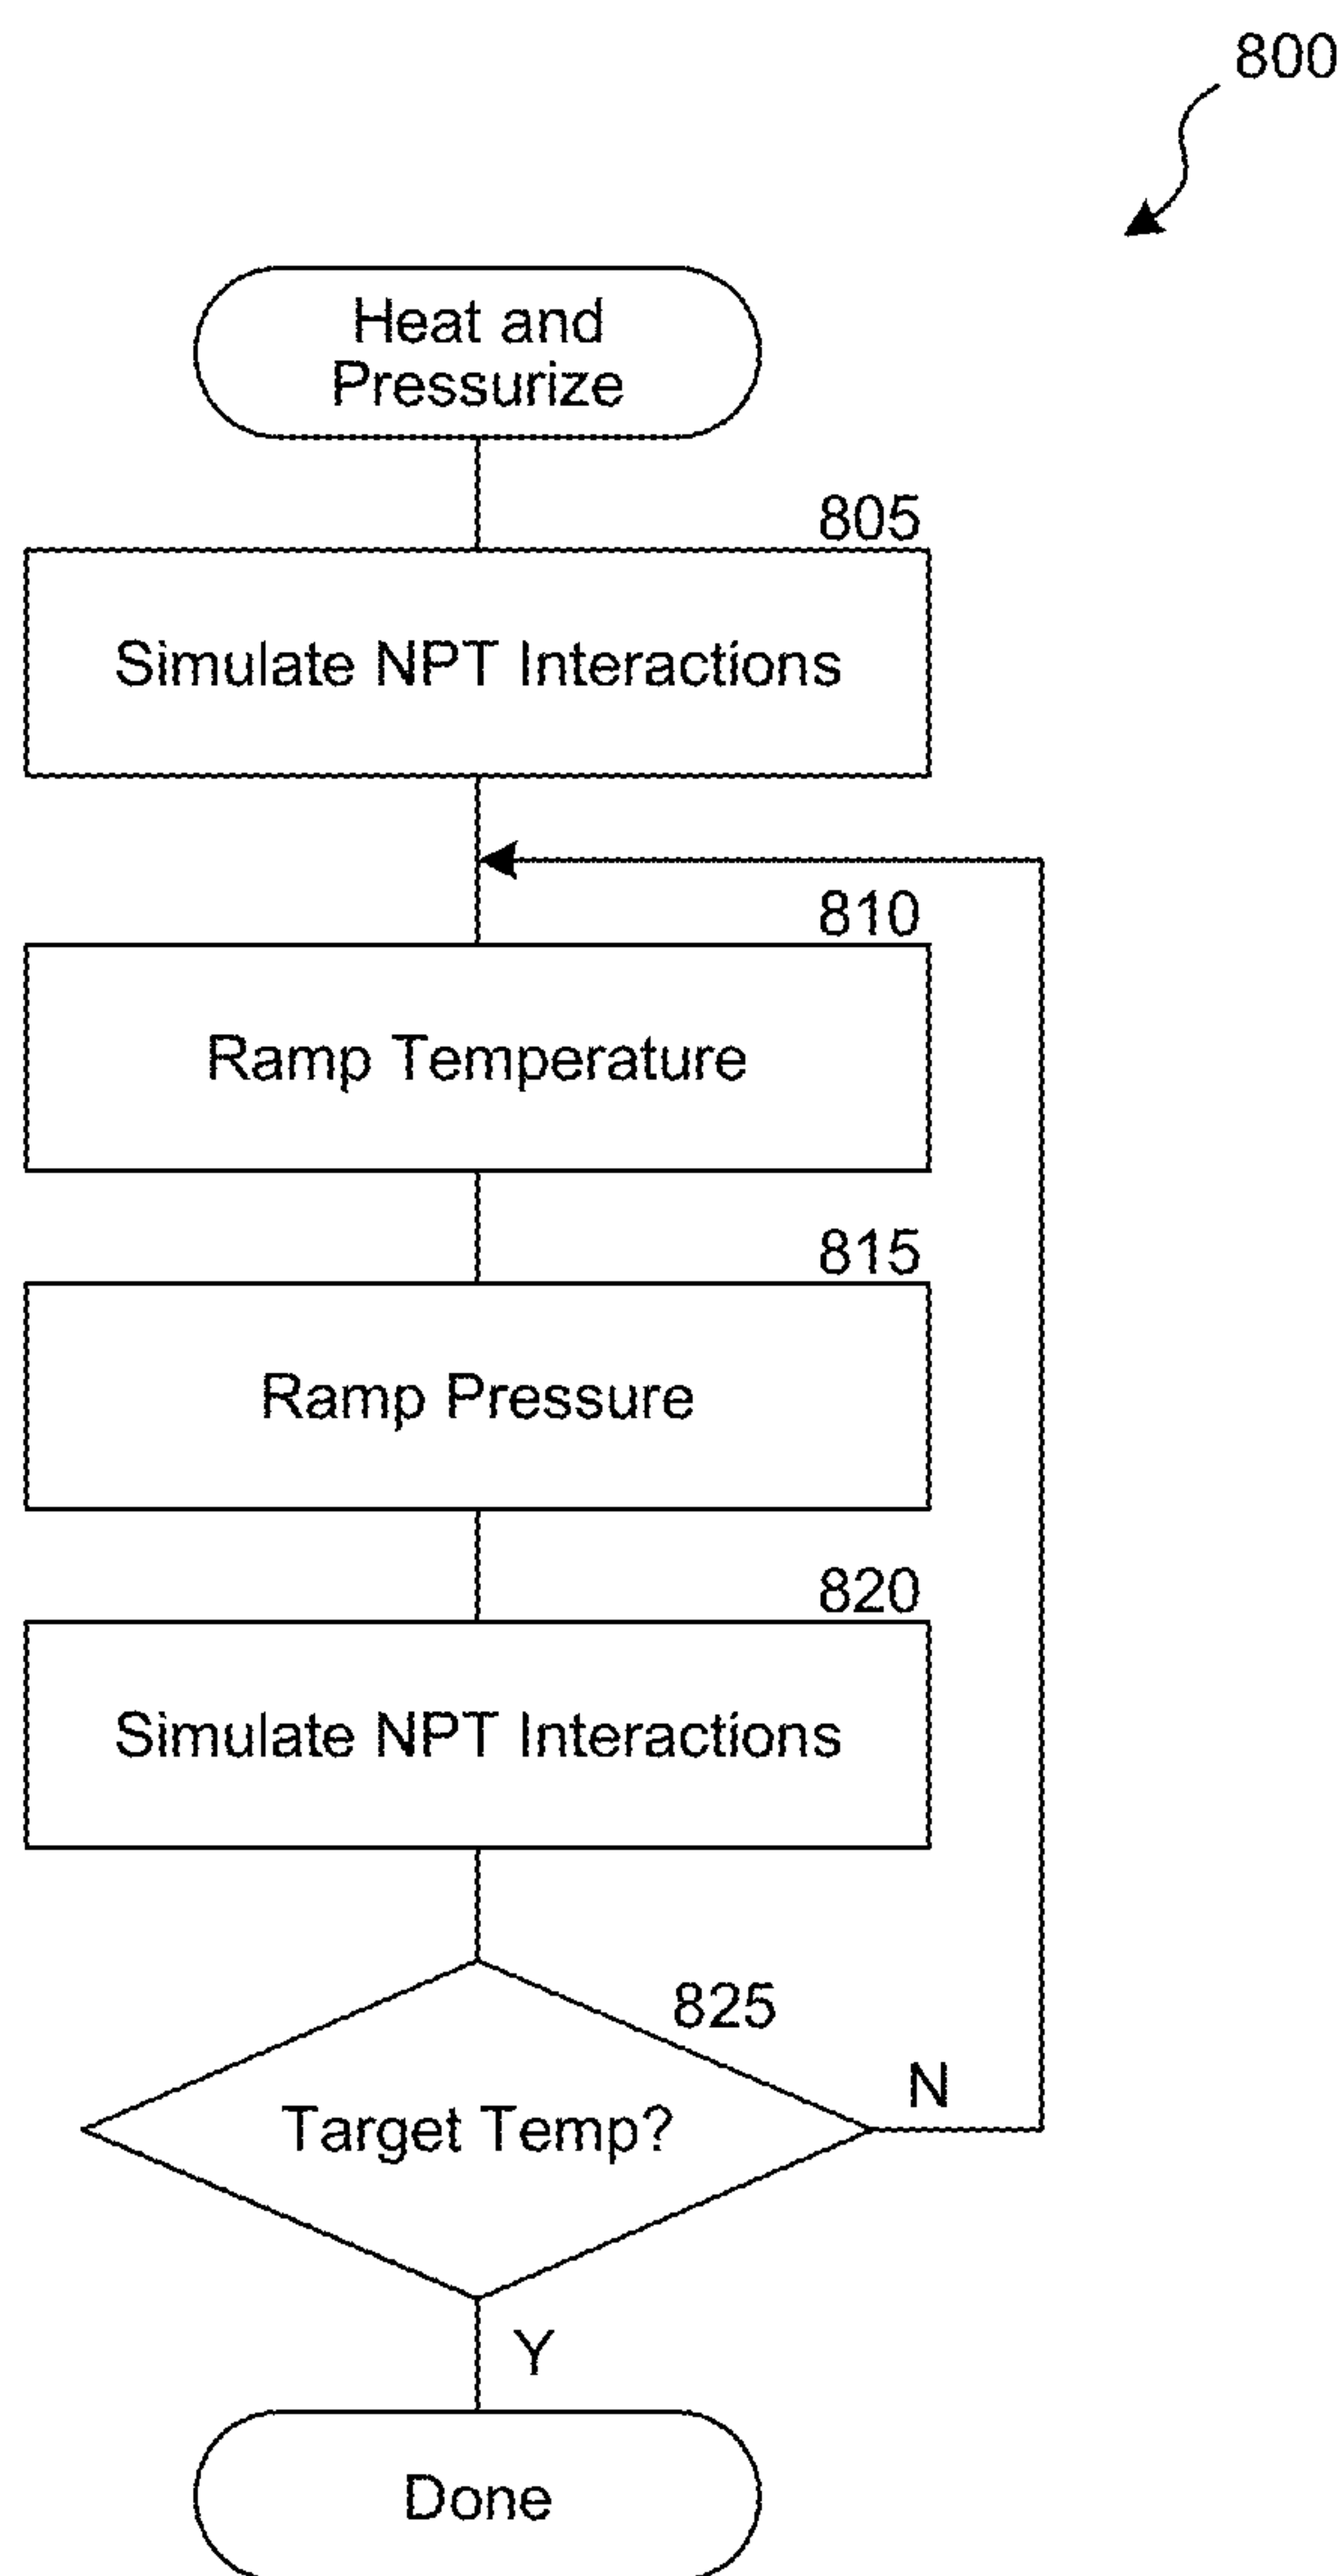 800
Heat and
Pressurize
805
Simulate NPT Interactions
810
Ramp Temperature
815
Ramp Pressure
820
Simulate NPT Interactions
825
N
Target Temp?
Y
Done